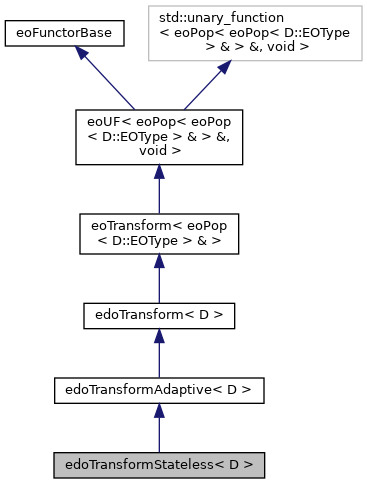 eoFunctorBase
std::unary_function
< eoPop< eoPop< D::EOType
> & > &, void >
eoUF< eoPop< eoPop
< D::EOType > & > &,
void >
eoTransform< eoPop
< D::EOType > & >
edoTransform< D >
edoTransformAdaptive< D >
edoTransformStateless< D >